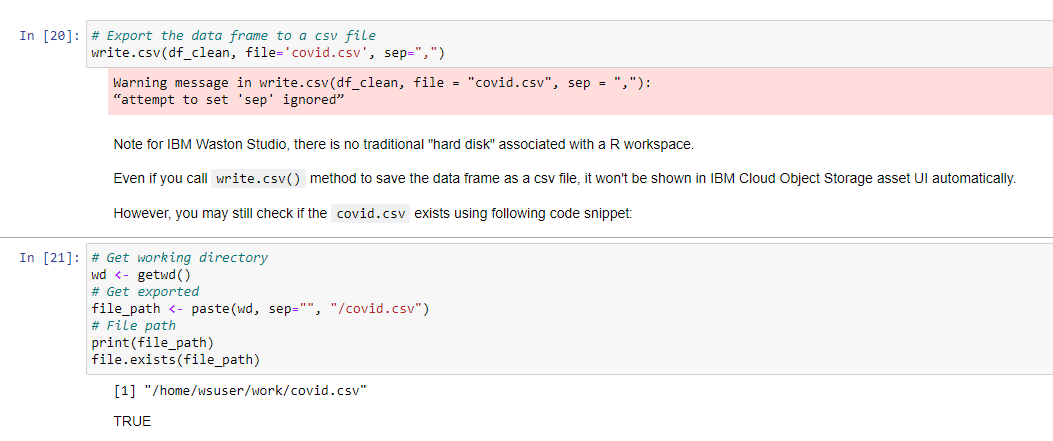 In [20]: # Export the data frame to a csv file
write.csv(df_clean, file='covid.csv', sep=",")
Warning message in write.csv(df_clean, file = "covid.csv", sep = ","):
“attempt to set 'sep' ignored”
Note for IBM Waston Studio, there is no traditional "hard disk" associated with a R workspace.
Even if you call write.csv() method to save the data frame as a csv file, it won't be shown in IBM Cloud Object Storage asset UI automatically.
However, you may still check if the covid.csv exists using following code snippet:
In [21]: # Get working directory
wd <- getwd()
# Get exported
file_path <- paste(wd, sep="", "/covid.csv")
# File path
print(file_path)
file.exists(file_path)
[1] "/home/wsuser/work/covid.csv"
TRUE